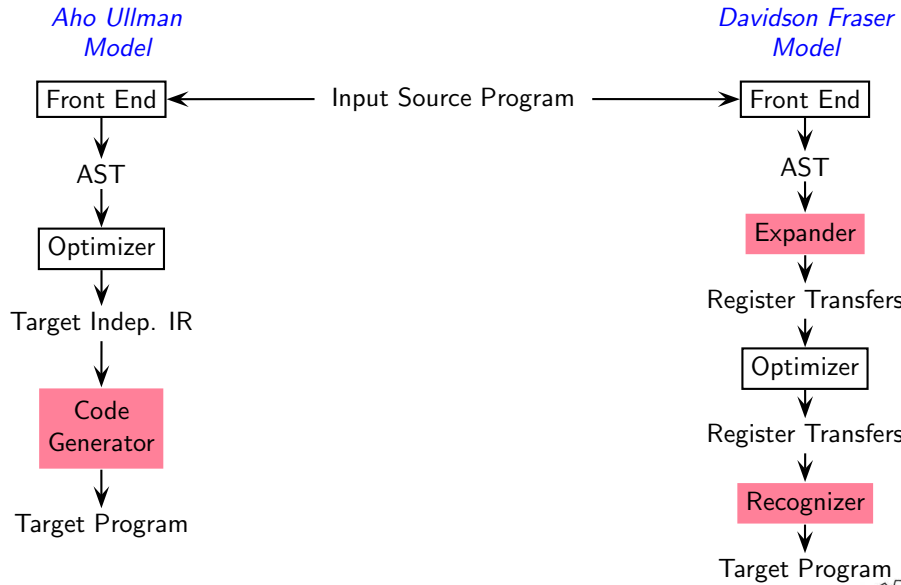 Aho Ullman
Model
Davidson Fraser
Model
Front End
Input Source Program
Front End
AST
AST
Optimizer
Expander
Target Indep. IR
Register Transfers
Optimizer
Code
Generator
Register Transfers
Recognizer
Target Program
Target Program